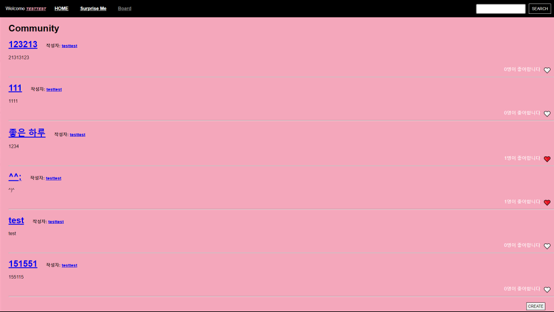 Welcome TESTTEST HOME Surprise Me Board SEARCH
Community
123213 작성자: testtest
21313123
0명이 좋아합니다
111 작성자: testtest
1111
0명이 좋아합니다
좋은 하루 작성자: testtest
1234
1명이 좋아합니다
^^; 작성자: testtest
1명이 좋아합니다
test 작성자: testtest
test
0명이 좋아합니다
151551 작성자: testtest
155115
0명이 좋아합니다
CREATE